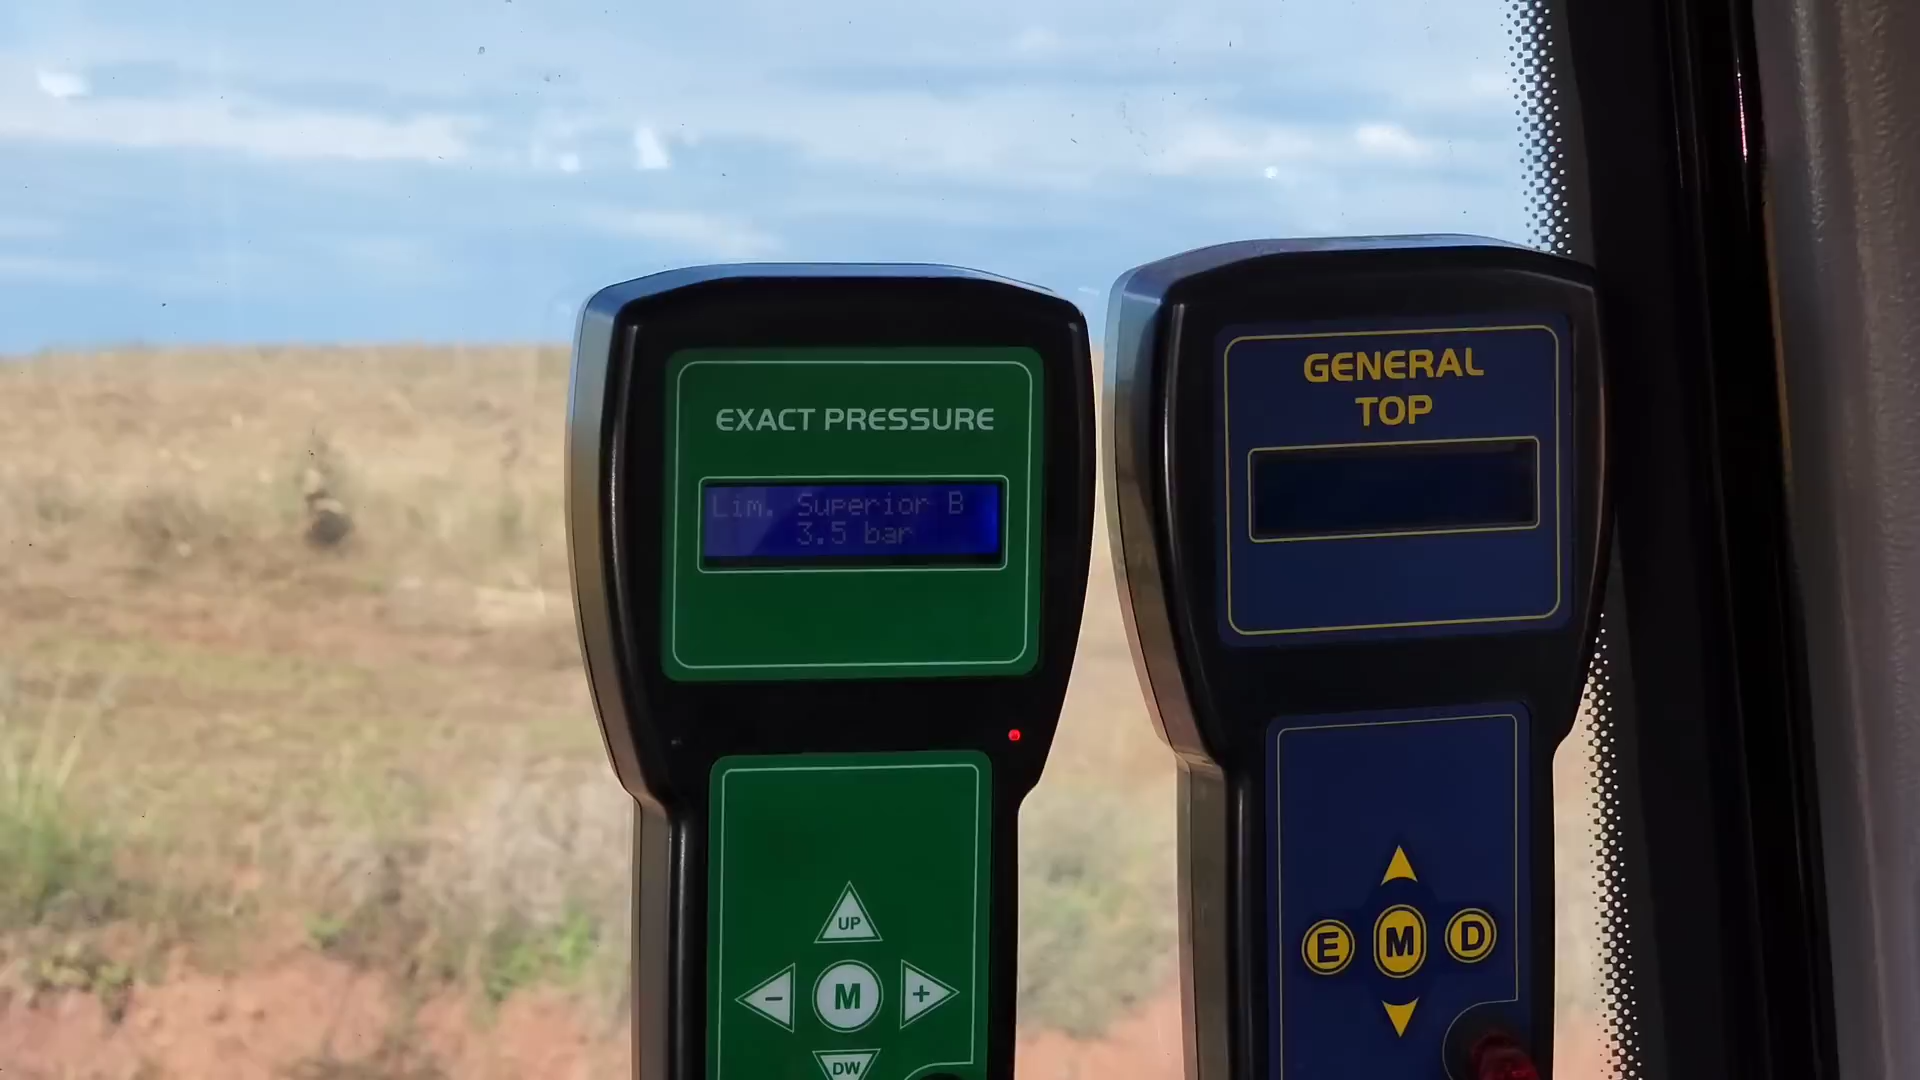 EXACT PRESSURE
Lim. Superior B
3.5 bar
UP
− M +
DW
GENERAL
TOP
E M D